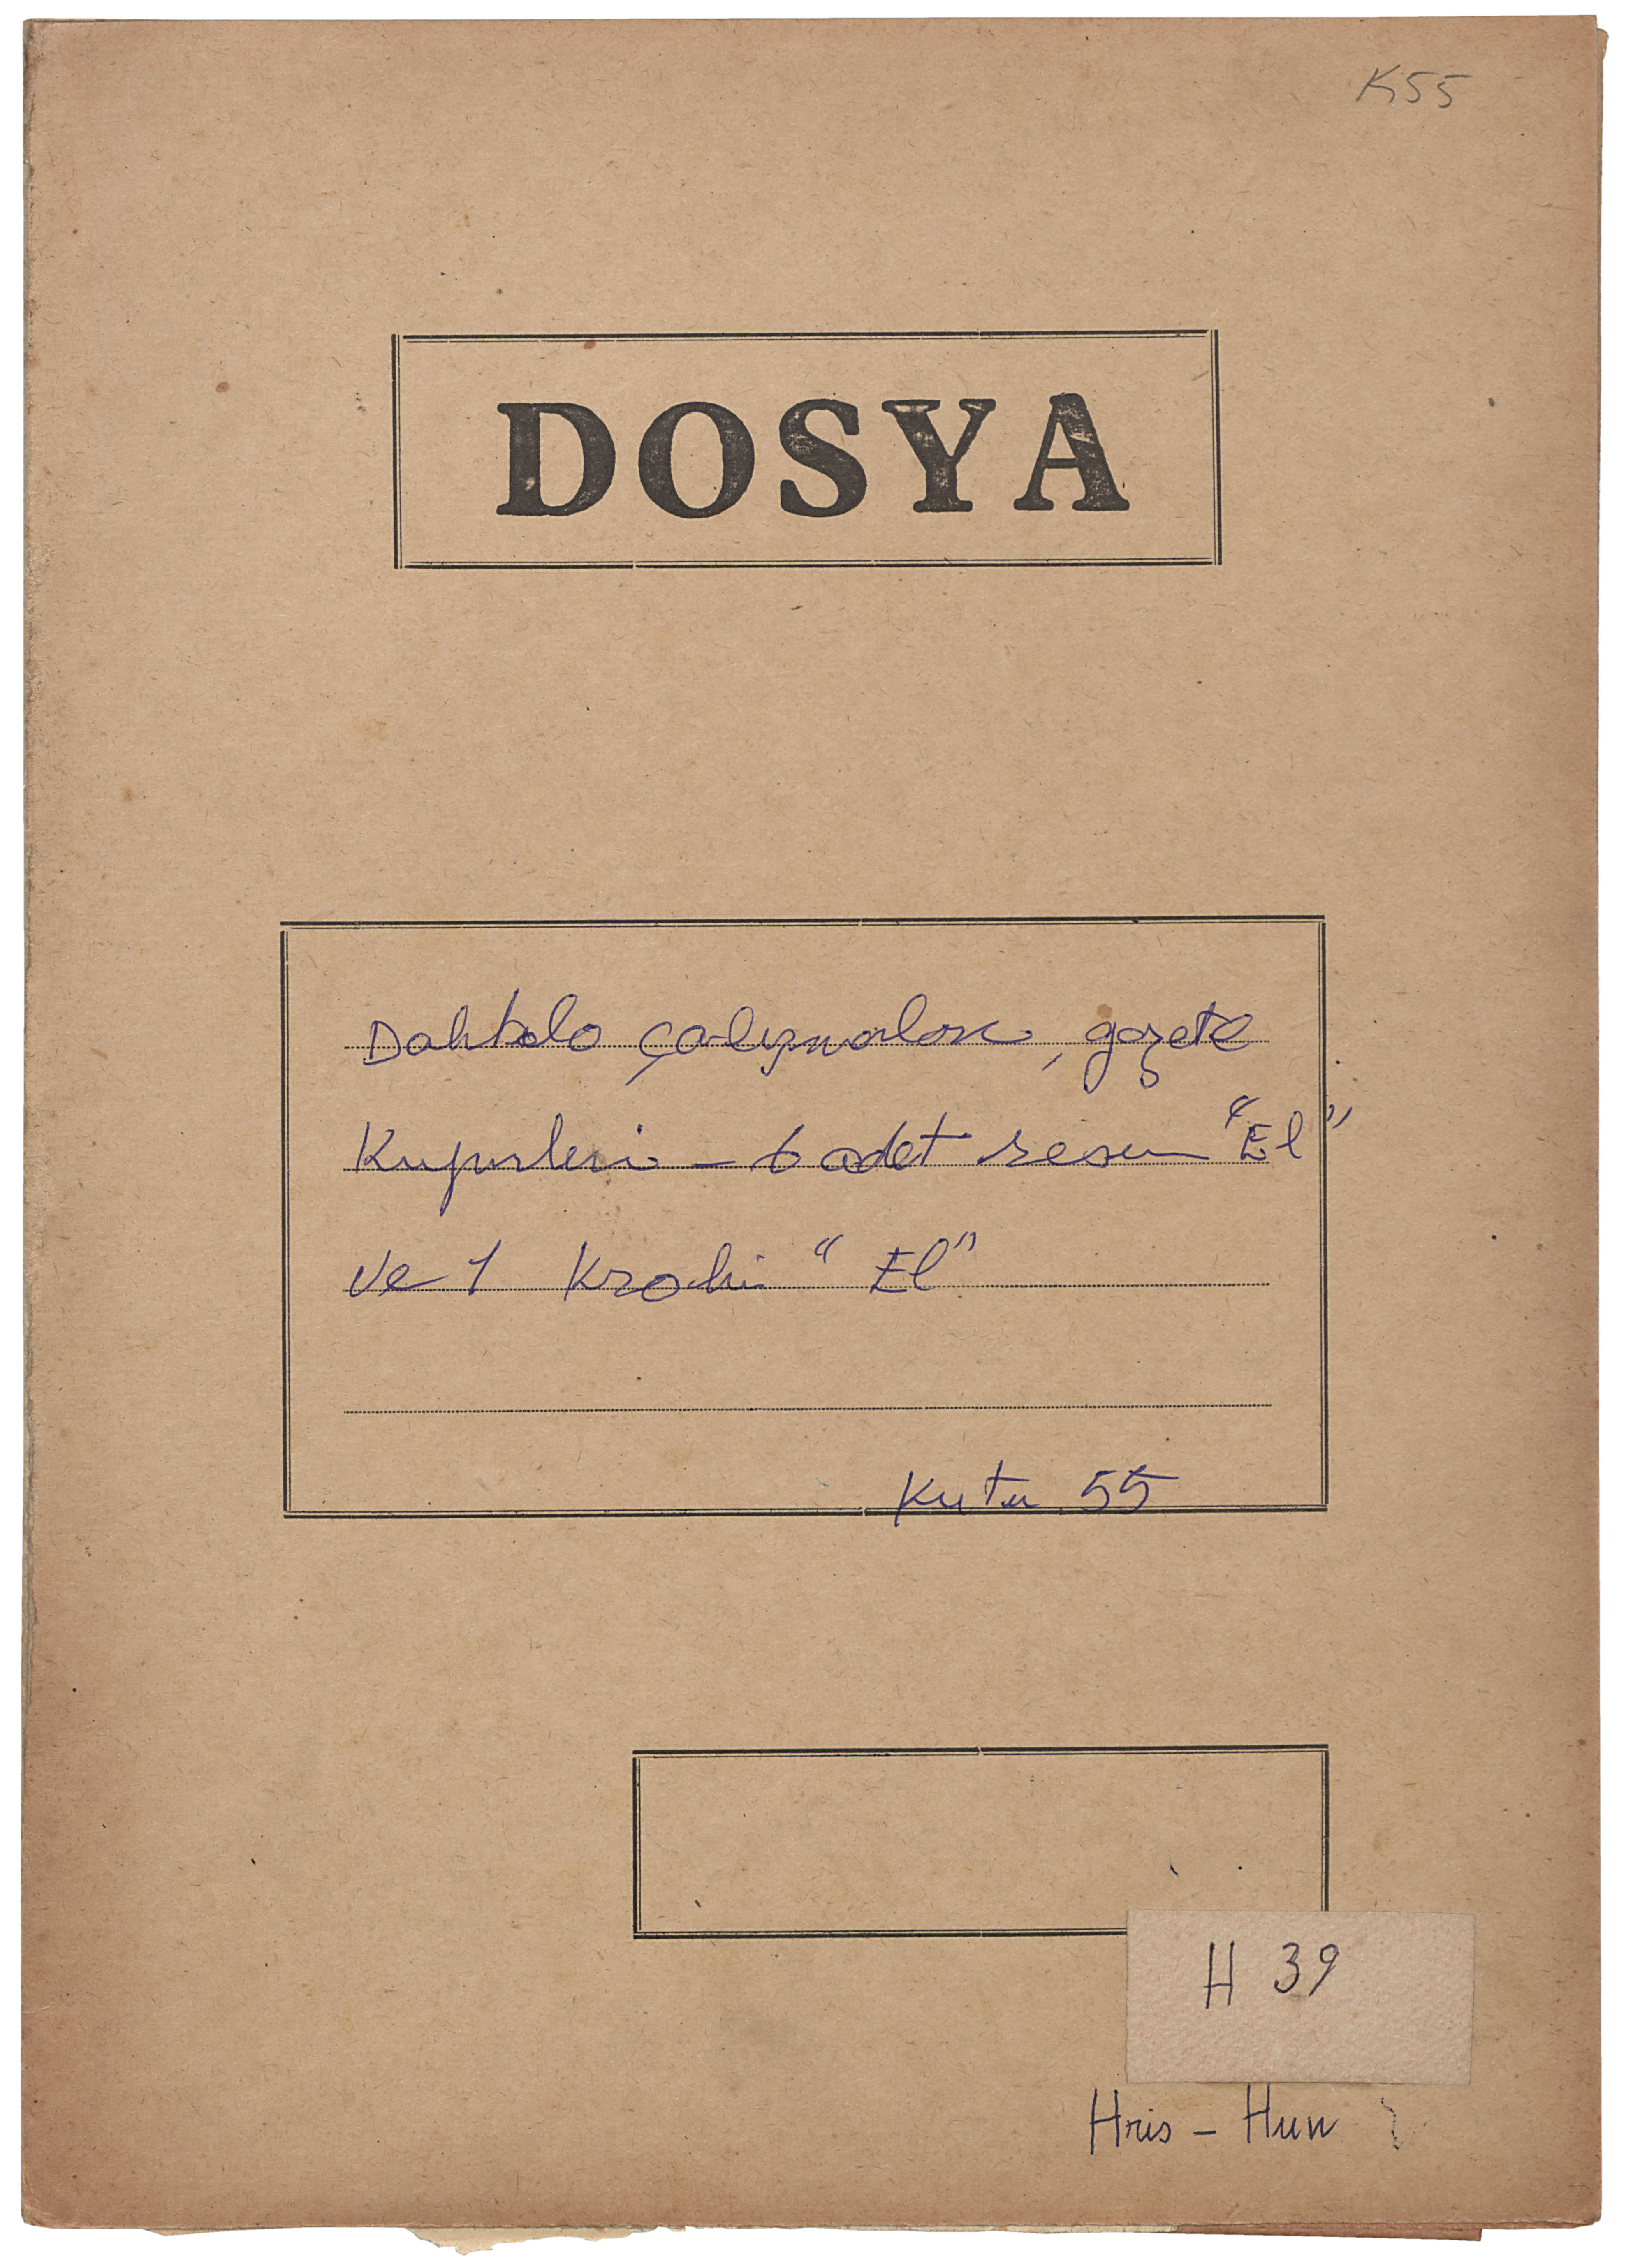 K55
DOSYA
Daktilo çalışmaları, gazete
Kupürleri – 6 adet resim "El"
ve 1 Kroki "El"
Kutu 55
H 39
Hris – Hun